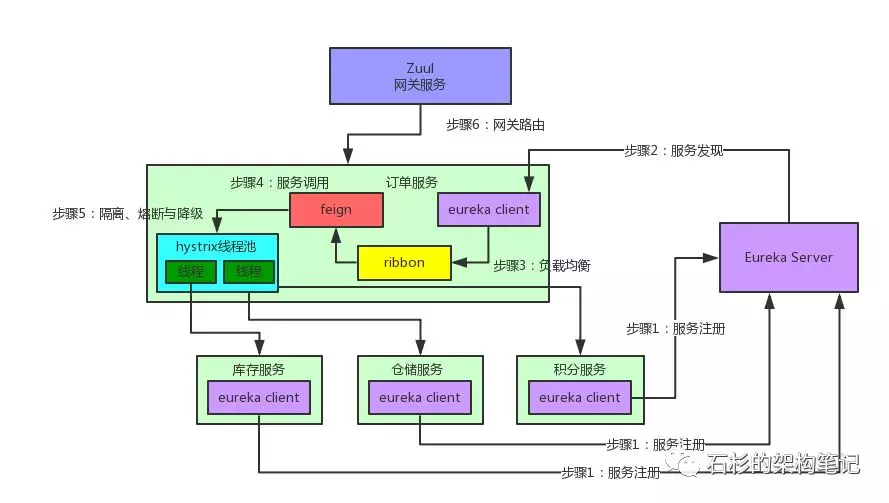 Zuul
网关服务
步骤6：网关路由
步骤2：服务发现
步骤4：服务调用
订单服务
feign
eureka client
步骤5：隔离、熔断与降级
hystrix线程池
线程
线程
ribbon
步骤3：负载均衡
Eureka Server
步骤1：服务注册
库存服务
eureka client
仓储服务
eureka client
积分服务
eureka client
步骤1：服务注册
步骤1：服务注册
石杉的架构笔记